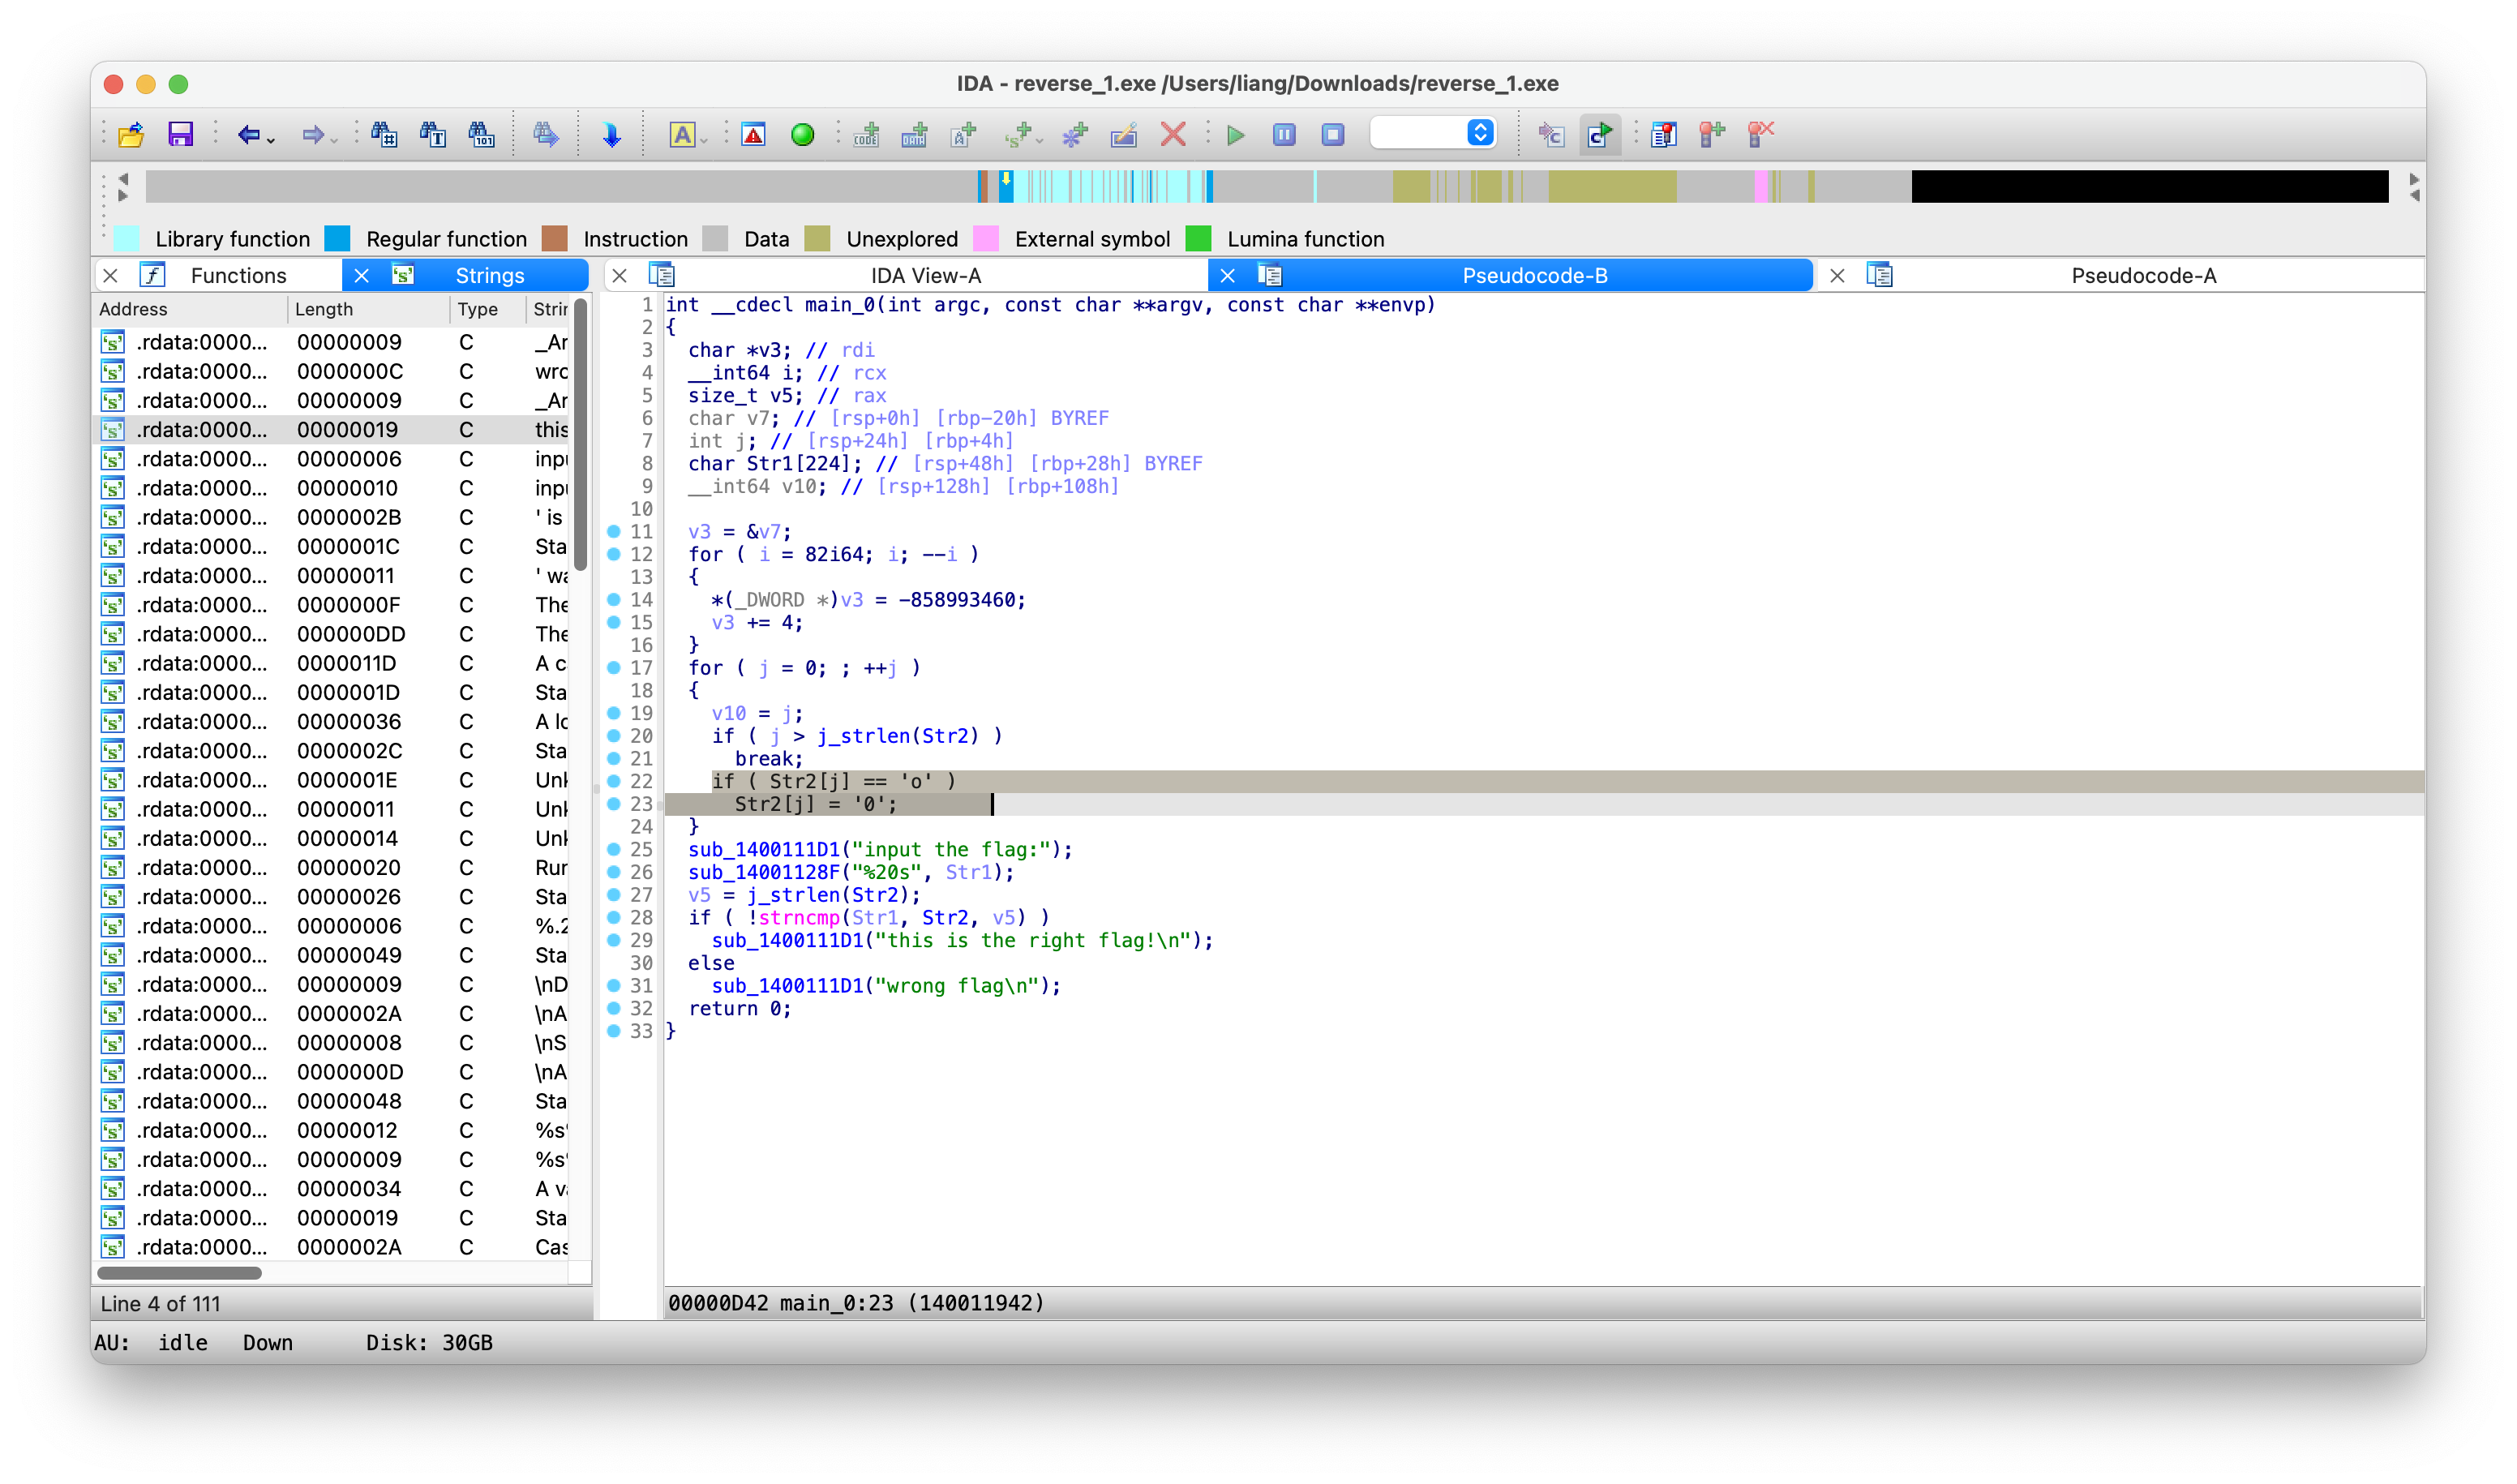 IDA - reverse_1.exe /Users/liang/Downloads/reverse_1.exe
Library function Regular function Instruction Data Unexplored External symbol Lumina function
Functions Strings IDA View-A Pseudocode-B Pseudocode-A
Address Length Type Strir
.rdata:0000... 00000009 C _Ar
.rdata:0000... 0000000C C wrc
.rdata:0000... 00000009 C _Ar
.rdata:0000... 00000019 C this
.rdata:0000... 00000006 C inpu
.rdata:0000... 00000010 C inpu
.rdata:0000... 0000002B C ' is
.rdata:0000... 0000001C C Sta
.rdata:0000... 00000011 C ' wa
.rdata:0000... 0000000F C The
.rdata:0000... 000000DD C The
.rdata:0000... 0000011D C A c
.rdata:0000... 0000001D C Sta
.rdata:0000... 00000036 C A lo
.rdata:0000... 0000002C C Sta
.rdata:0000... 0000001E C Unk
.rdata:0000... 00000011 C Unk
.rdata:0000... 00000014 C Unk
.rdata:0000... 00000020 C Rur
.rdata:0000... 00000026 C Sta
.rdata:0000... 00000006 C %.2
.rdata:0000... 00000049 C Sta
.rdata:0000... 00000009 C \nD
.rdata:0000... 0000002A C \nA
.rdata:0000... 00000008 C \nS
.rdata:0000... 0000000D C \nA
.rdata:0000... 00000048 C Sta
.rdata:0000... 00000012 C %s'
.rdata:0000... 00000009 C %s'
.rdata:0000... 00000034 C A va
.rdata:0000... 00000019 C Sta
.rdata:0000... 0000002A C Cas
Line 4 of 111
1 int __cdecl main_0(int argc, const char **argv, const char **envp)
2 {
3 char *v3; // rdi
4 __int64 i; // rcx
5 size_t v5; // rax
6 char v7; // [rsp+0h] [rbp-20h] BYREF
7 int j; // [rsp+24h] [rbp+4h]
8 char Str1[224]; // [rsp+48h] [rbp+28h] BYREF
9 __int64 v10; // [rsp+128h] [rbp+108h]
10
11 v3 = &v7;
12 for ( i = 82i64; i; --i )
13 {
14 *(_DWORD *)v3 = -858993460;
15 v3 += 4;
16 }
17 for ( j = 0; ; ++j )
18 {
19 v10 = j;
20 if ( j > j_strlen(Str2) )
21 break;
22 if ( Str2[j] == 'o' )
23 Str2[j] = '0';
24 }
25 sub_1400111D1("input the flag:");
26 sub_14001128F("%20s", Str1);
27 v5 = j_strlen(Str2);
28 if ( !strncmp(Str1, Str2, v5) )
29 sub_1400111D1("this is the right flag!\n");
30 else
31 sub_1400111D1("wrong flag\n");
32 return 0;
33 }
00000D42 main_0:23 (140011942)
AU: idle Down Disk: 30GB